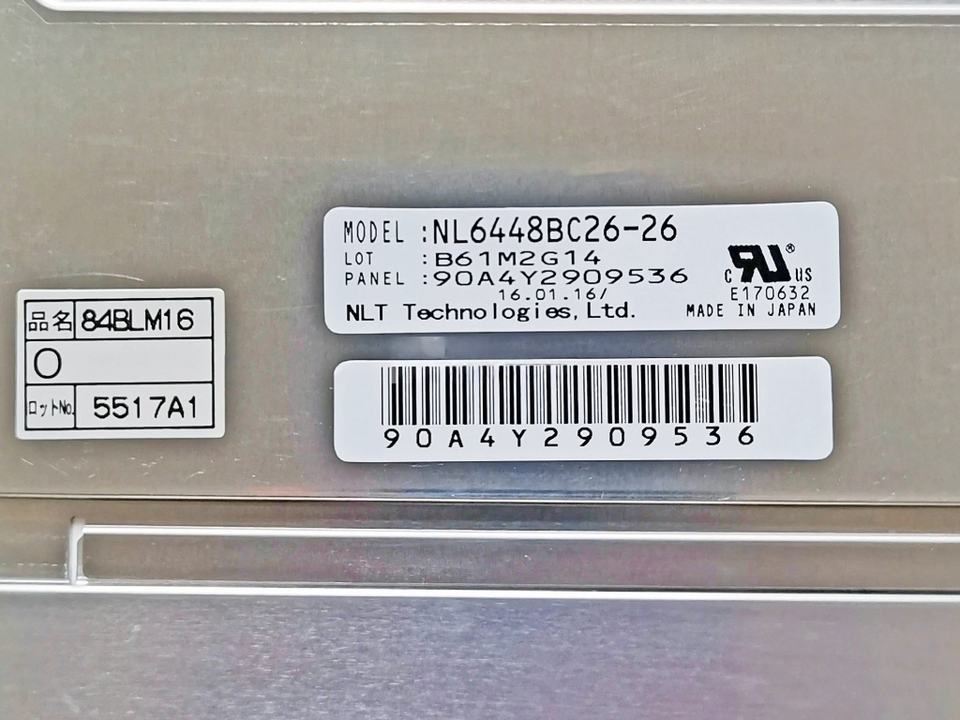 MODEL :NL6448BC26-26
LOT :B61M2G14
PANEL :90A4Y2909536
16.01.16/
NLT Technologies,Ltd.
c RU ® us
E170632
MADE IN JAPAN
品名 84BLM16
O
ロットNo. 5517A1
90A4Y2909536